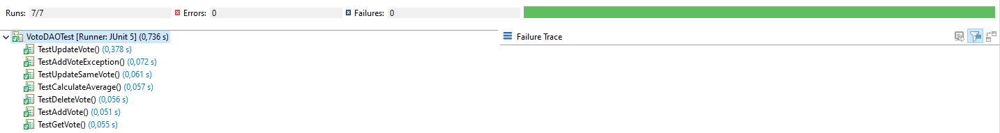 Runs: 7/7 Errors: 0 Failures: 0
VotoDAOTest [Runner: JUnit 5] (0,736 s)
Failure Trace
TestUpdateVote() (0,378 s)
TestAddVoteException() (0,072 s)
TestUpdateSameVote() (0,061 s)
TestCalculateAverage() (0,057 s)
TestDeleteVote() (0,056 s)
TestAddVote() (0,051 s)
TestGetVote() (0,055 s)